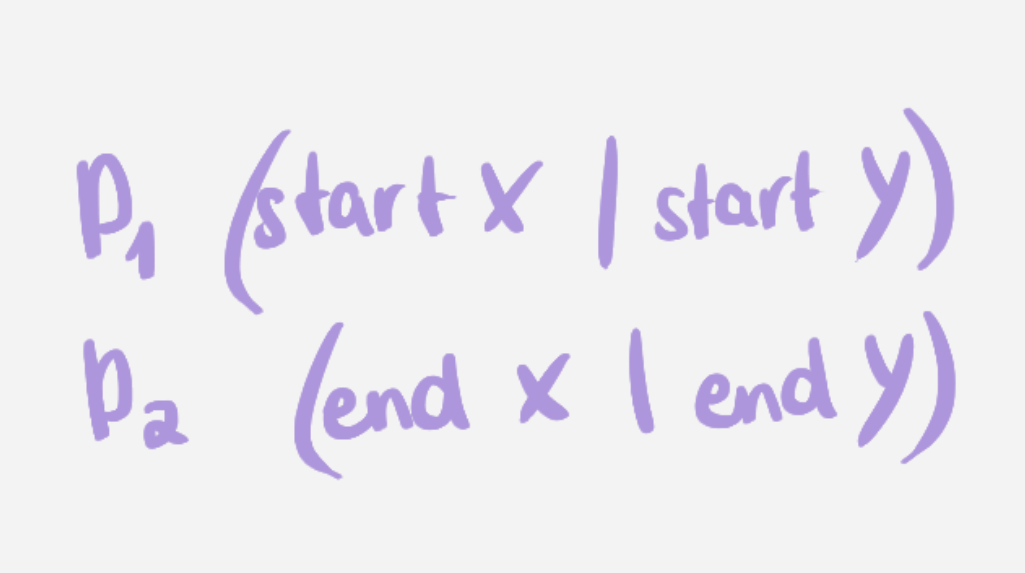 P1 (start X | start Y)
P2 (end X | end Y)